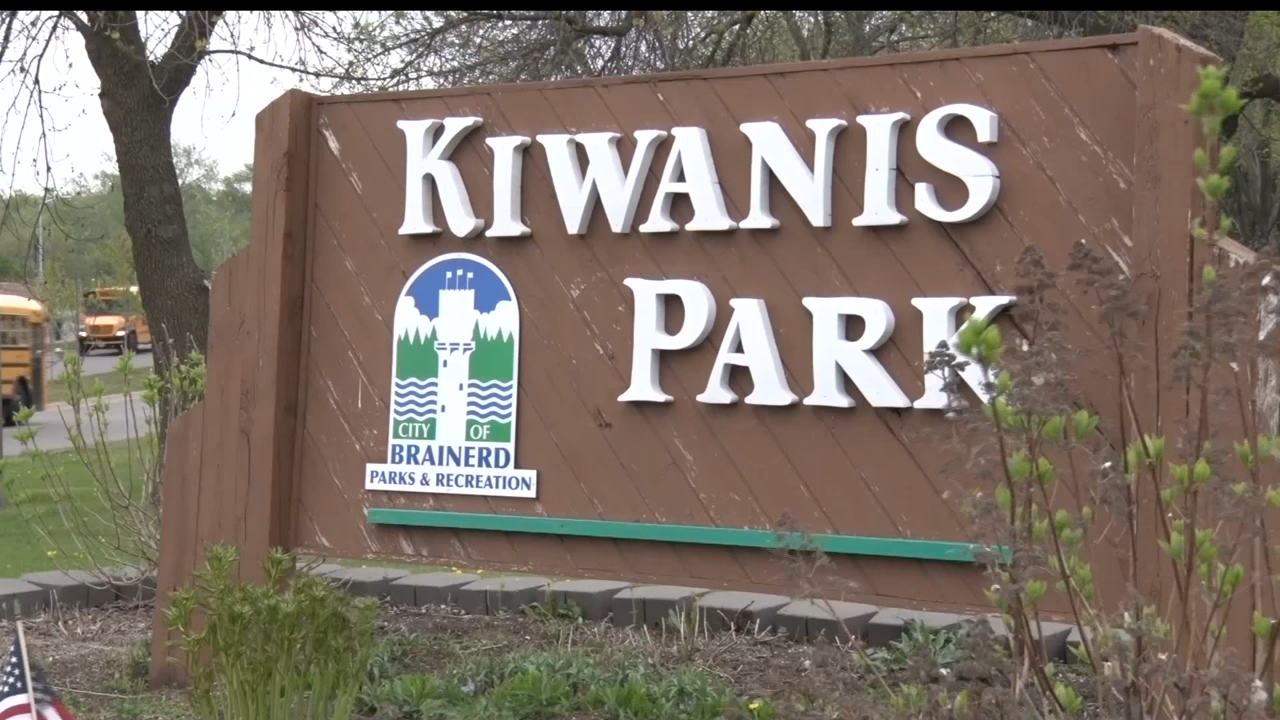 KIWANIS
PARK
CITY OF
BRAINERD
PARKS & RECREATION